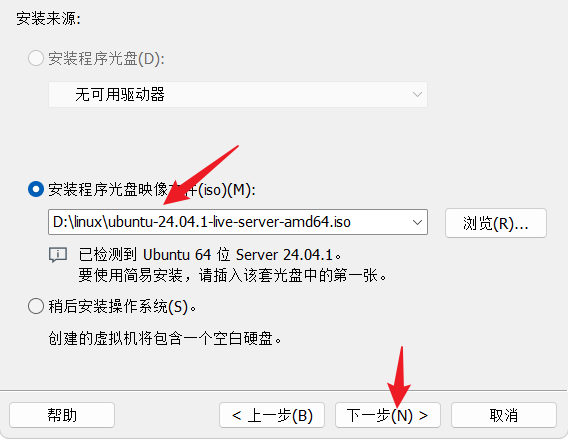 安装来源:
安装程序光盘(D):
无可用驱动器
安装程序光盘映像文件(iso)(M):
D:\linux\ubuntu-24.04.1-live-server-amd64.iso
浏览(R)...
已检测到 Ubuntu 64 位 Server 24.04.1。
要使用简易安装，请插入该套光盘中的第一张。
稍后安装操作系统(S)。
创建的虚拟机将包含一个空白硬盘。
帮助
< 上一步(B)
下一步(N) >
取消